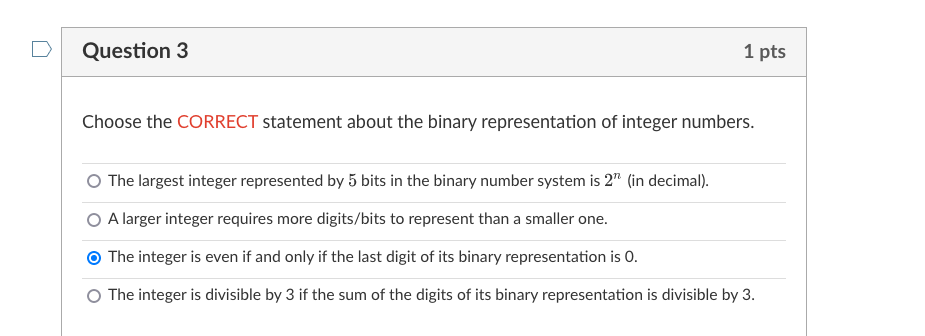 Question 3
1 pts
Choose the CORRECT statement about the binary representation of integer numbers.
The largest integer represented by 5 bits in the binary number system is 2ⁿ (in decimal).
A larger integer requires more digits/bits to represent than a smaller one.
The integer is even if and only if the last digit of its binary representation is 0.
The integer is divisible by 3 if the sum of the digits of its binary representation is divisible by 3.